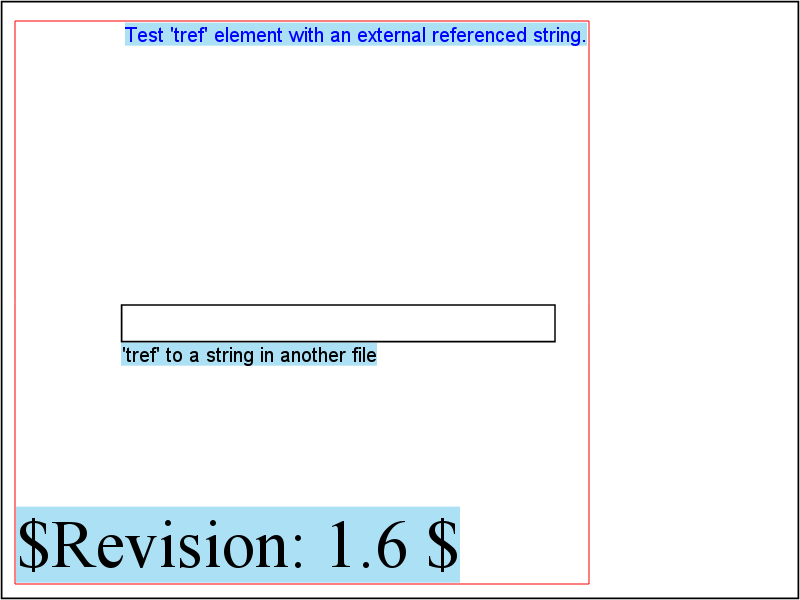 Test 'tref' element with an external referenced string.
'tref' to a string in another file
$Revision: 1.6 $